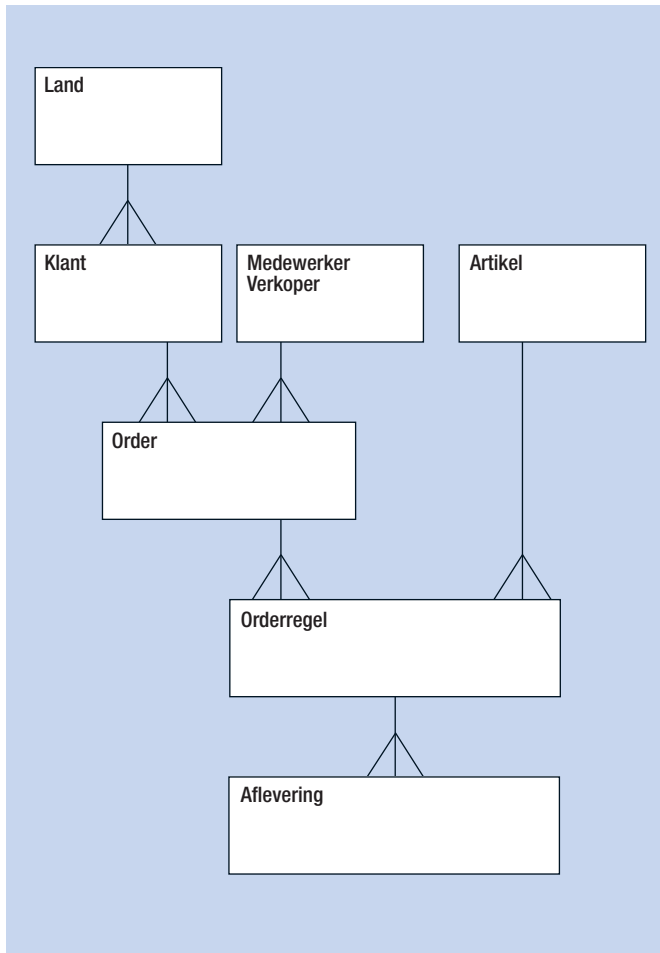 Land
Klant
Medewerker
Verkoper
Artikel
Order
Orderregel
Aflevering